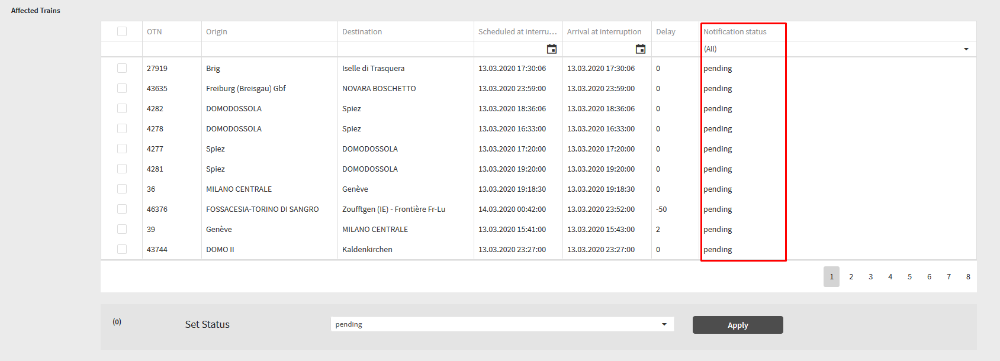 Affected Trains
OTN Origin Destination Scheduled at interru... Arrival at interruption Delay Notification status
(All)
27919 Brig Iselle di Trasquera 13.03.2020 17:30:06 13.03.2020 17:30:06 0 pending
43635 Freiburg (Breisgau) Gbf NOVARA BOSCHETTO 13.03.2020 23:59:00 13.03.2020 23:59:00 0 pending
4282 DOMODOSSOLA Spiez 13.03.2020 18:36:06 13.03.2020 18:36:06 0 pending
4278 DOMODOSSOLA Spiez 13.03.2020 16:33:00 13.03.2020 16:33:00 0 pending
4277 Spiez DOMODOSSOLA 13.03.2020 17:20:00 13.03.2020 17:20:00 0 pending
4281 Spiez DOMODOSSOLA 13.03.2020 19:20:00 13.03.2020 19:20:00 0 pending
36 MILANO CENTRALE Genève 13.03.2020 19:18:30 13.03.2020 19:18:30 0 pending
46376 FOSSACESIA-TORINO DI SANGRO Zoufftgen (IE) - Frontière Fr-Lu 14.03.2020 00:42:00 13.03.2020 23:52:00 -50 pending
39 Genève MILANO CENTRALE 13.03.2020 15:41:00 13.03.2020 15:43:00 2 pending
43744 DOMO II Kaldenkirchen 13.03.2020 23:27:00 13.03.2020 23:27:00 0 pending
1 2 3 4 5 6 7 8
(0) Set Status pending Apply